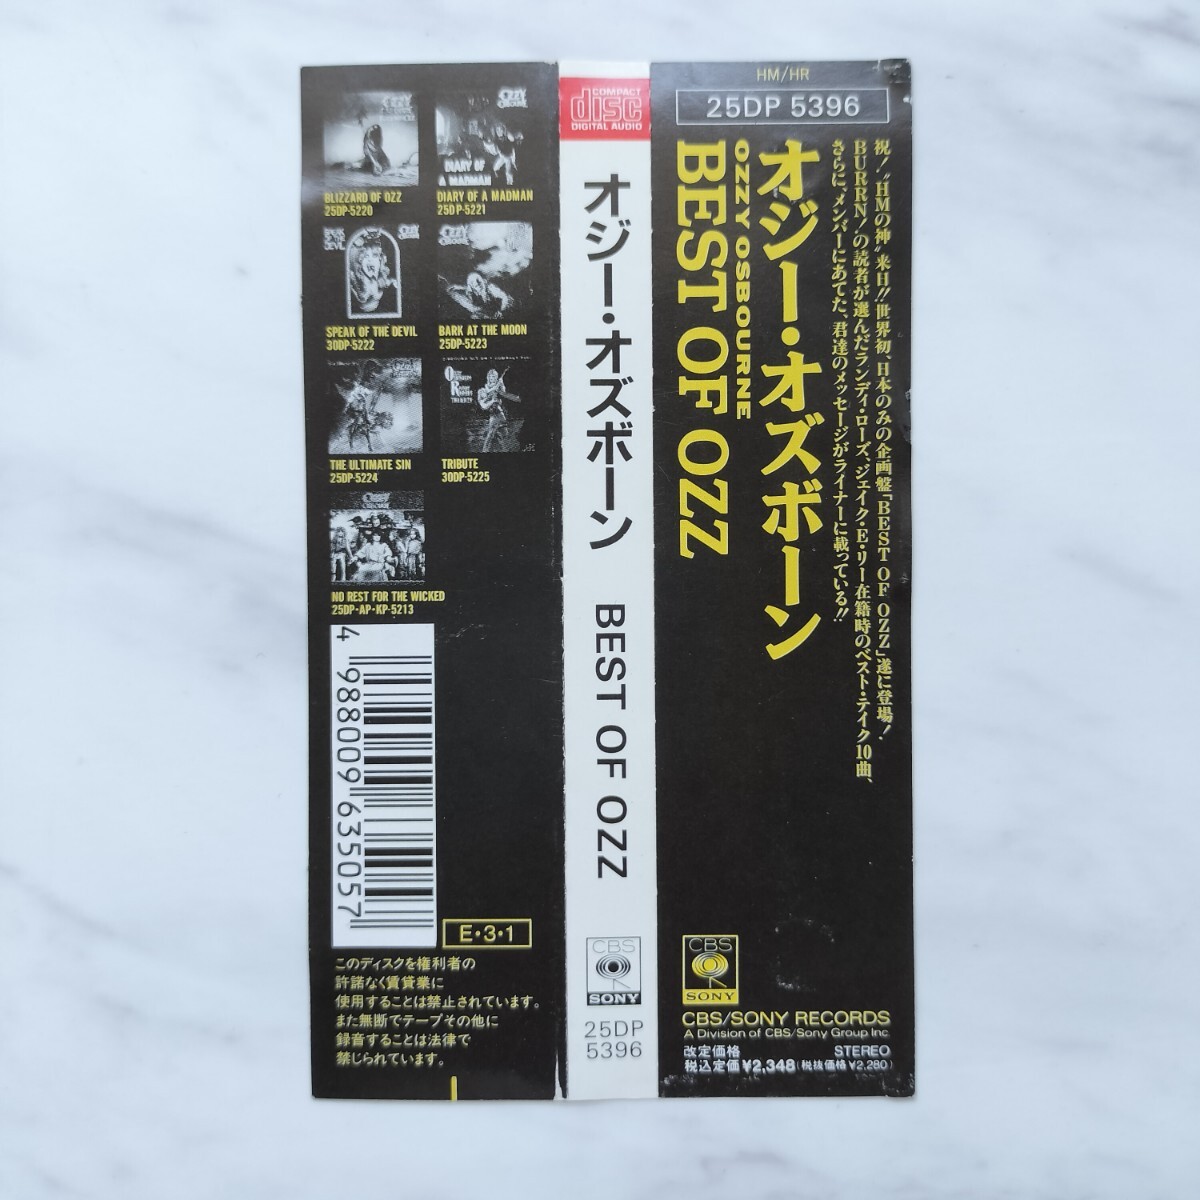 BLIZZARD OF OZZ
25DP-5220
DIARY OF A MADMAN
25DP-5221
SPEAK OF THE DEVIL
30DP-5222
BARK AT THE MOON
25DP-5223
THE ULTIMATE SIN
25DP-5224
TRIBUTE
30DP-5225
NO REST FOR THE WICKED
25DP・AP・KP-5213
4 988009 635057
E・3・1
このディスクを権利者の
許諾なく賃貸業に
使用することは禁止されています。
また無断でテープその他に
録音することは法律で
禁じられています。
COMPACT
disc
DIGITAL AUDIO
オジー・オズボーン BEST OF OZZ
CBS
SONY
25DP
5396
HM/HR
25DP 5396
祝!“HMの神”来日!!世界初、日本のみの企画盤「BEST OF OZZ」遂に登場!
BURRN!の読者が選んだランディ・ローズ、ジェイク・E・リー在籍時のベスト・テイク10曲、
さらに、メンバーにあてた、君達のメッセージがライナーに載っている!!
オジー・オズボーン
OZZY OSBOURNE
BEST OF OZZ
CBS
SONY
CBS/SONY RECORDS
A Division of CBS/Sony Group Inc.
改定価格 STEREO
税込定価¥2,348(税抜価格¥2,280)